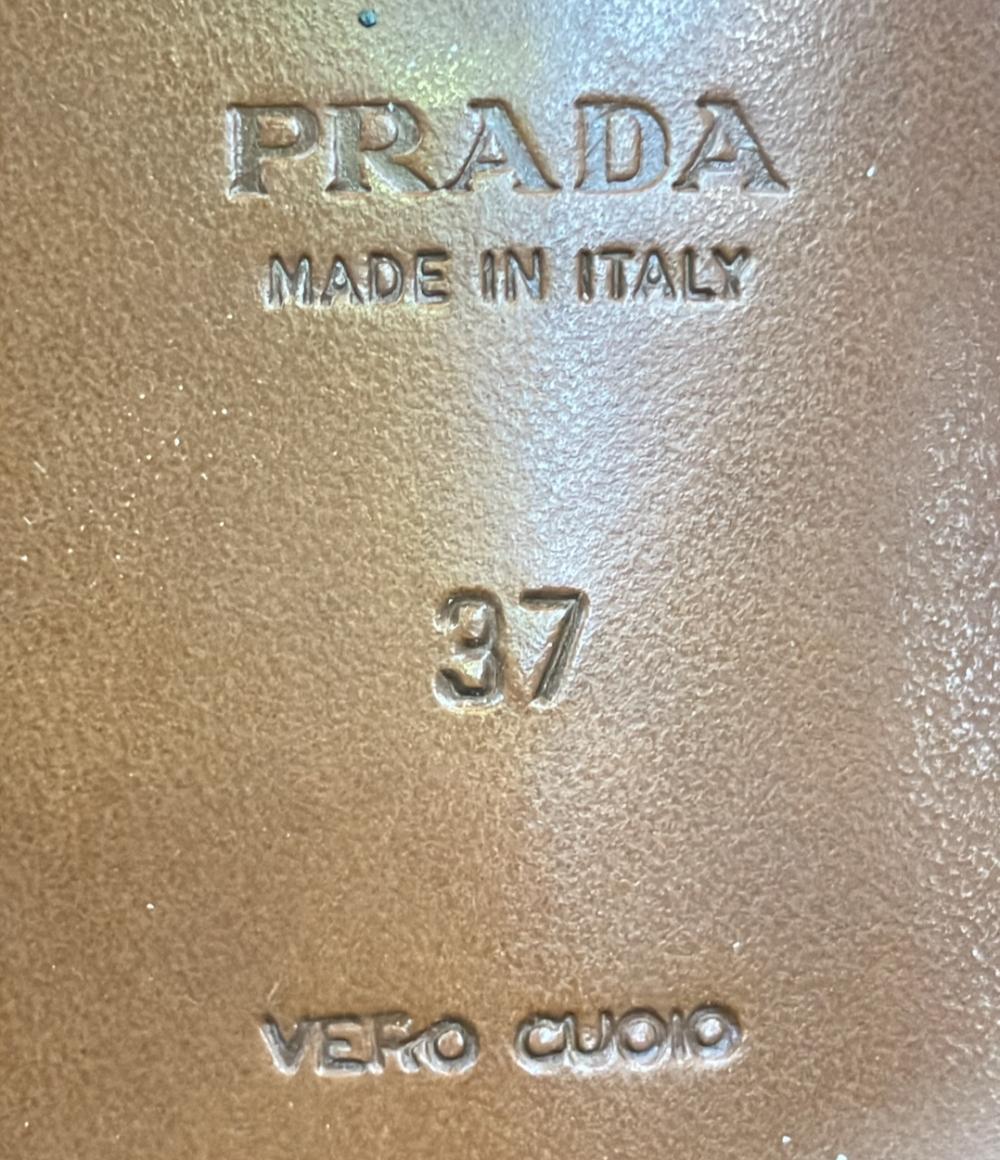 PRADA
MADE IN ITALY
37
VERO CUOIO